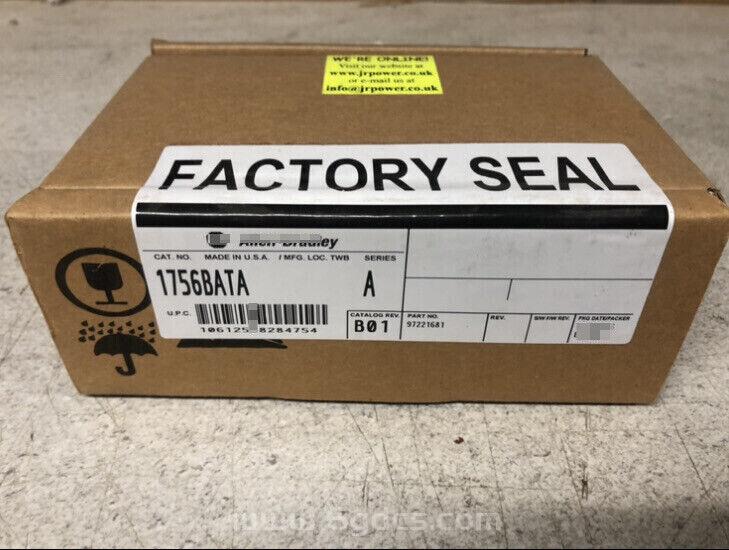 WE'RE ONLINE!
Visit our website at
www.jrpower.co.uk
or e-mail us at
info@jrpower.co.uk
FACTORY SEAL
Allen-Bradley
CAT. NO. MADE IN U.S.A. / MFG. LOC. TWB SERIES
1756BATA A
U.P.C.
CATALOG REV.
B01
PART NO.
97221681
REV.
S/W F/W REV.
PKG DATE/PACKER